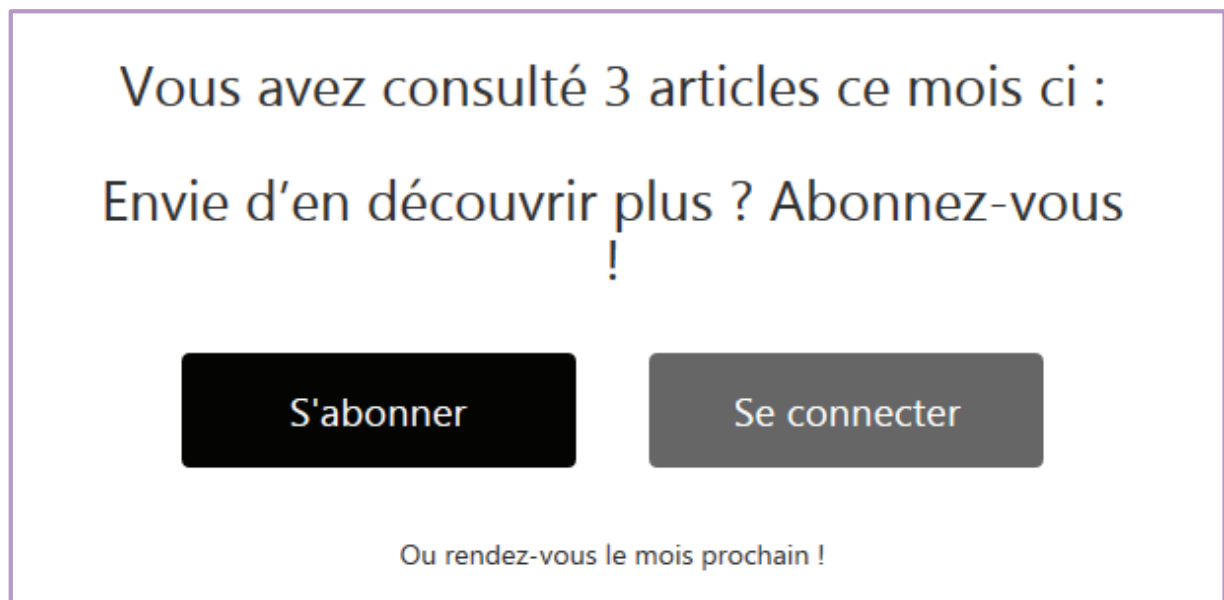 Vous avez consulté 3 articles ce mois ci :
Envie d’en découvrir plus ? Abonnez-vous
!
S'abonner
Se connecter
Ou rendez-vous le mois prochain !